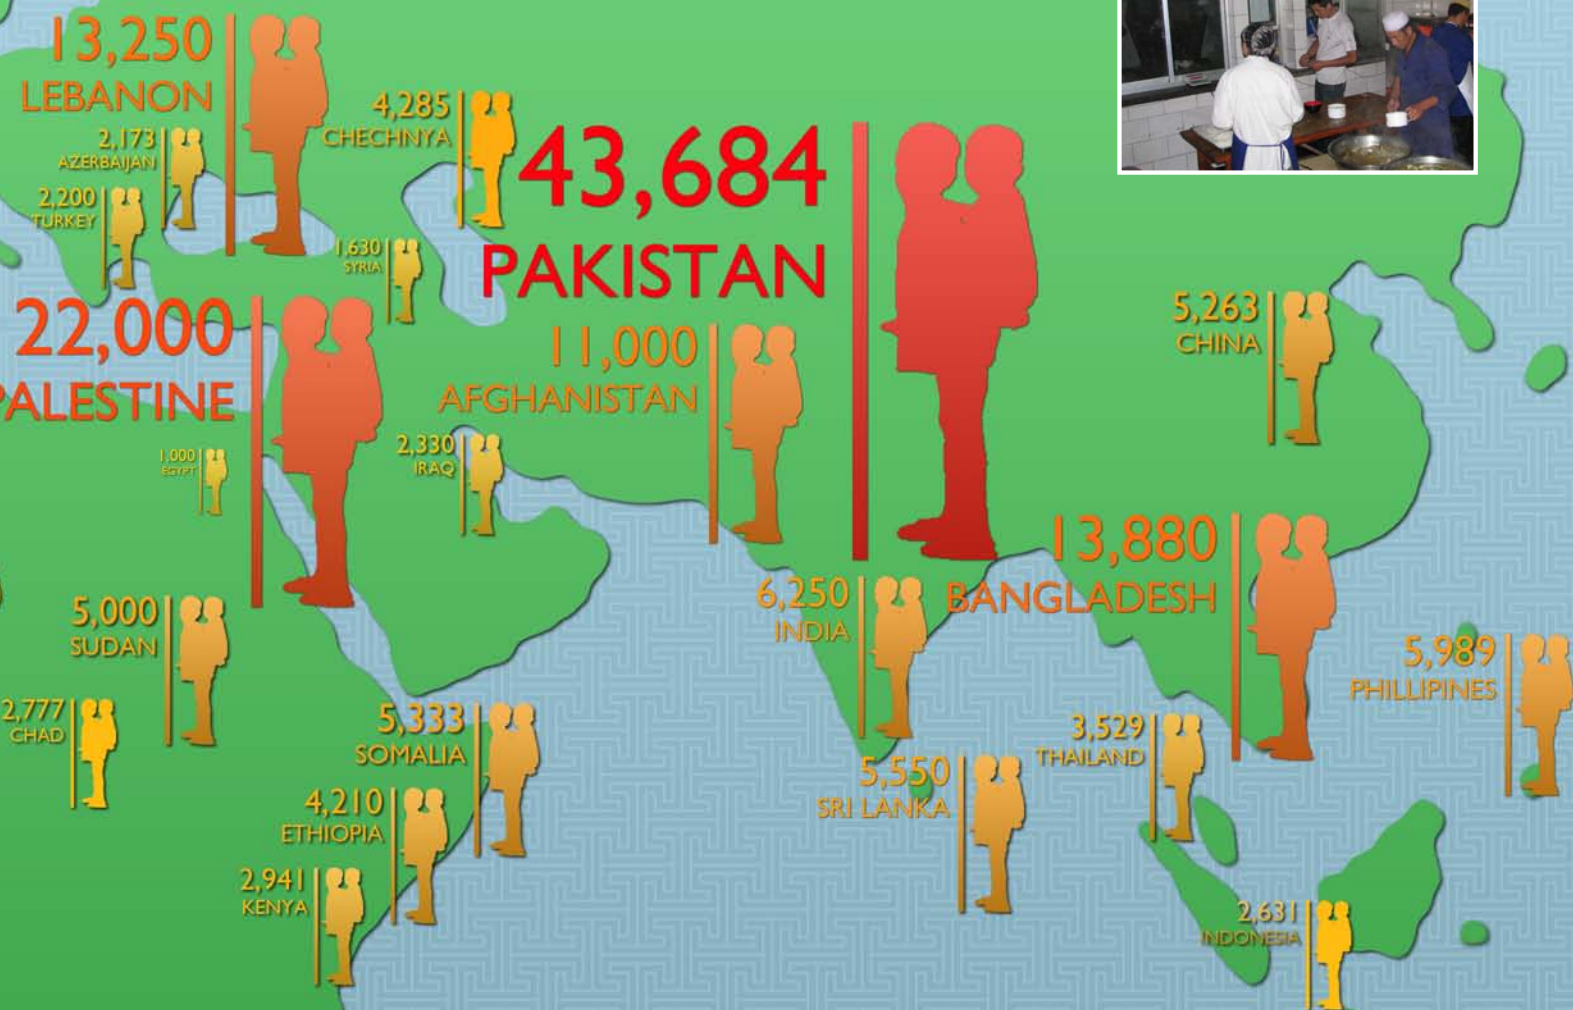 13,250
LEBANON
4,285
CHECHNYA
2,173
AZERBAIJAN
2,200
TURKEY
43,684
PAKISTAN
1,630
SYRIA
22,000
PALESTINE
11,000
AFGHANISTAN
5,263
CHINA
1,000
EGYPT
2,330
IRAQ
13,880
BANGLADESH
6,250
INDIA
5,000
SUDAN
5,989
PHILLIPINES
2,777
CHAD
5,333
SOMALIA
3,529
THAILAND
5,550
SRI LANKA
4,210
ETHIOPIA
2,941
KENYA
2,631
INDONESIA